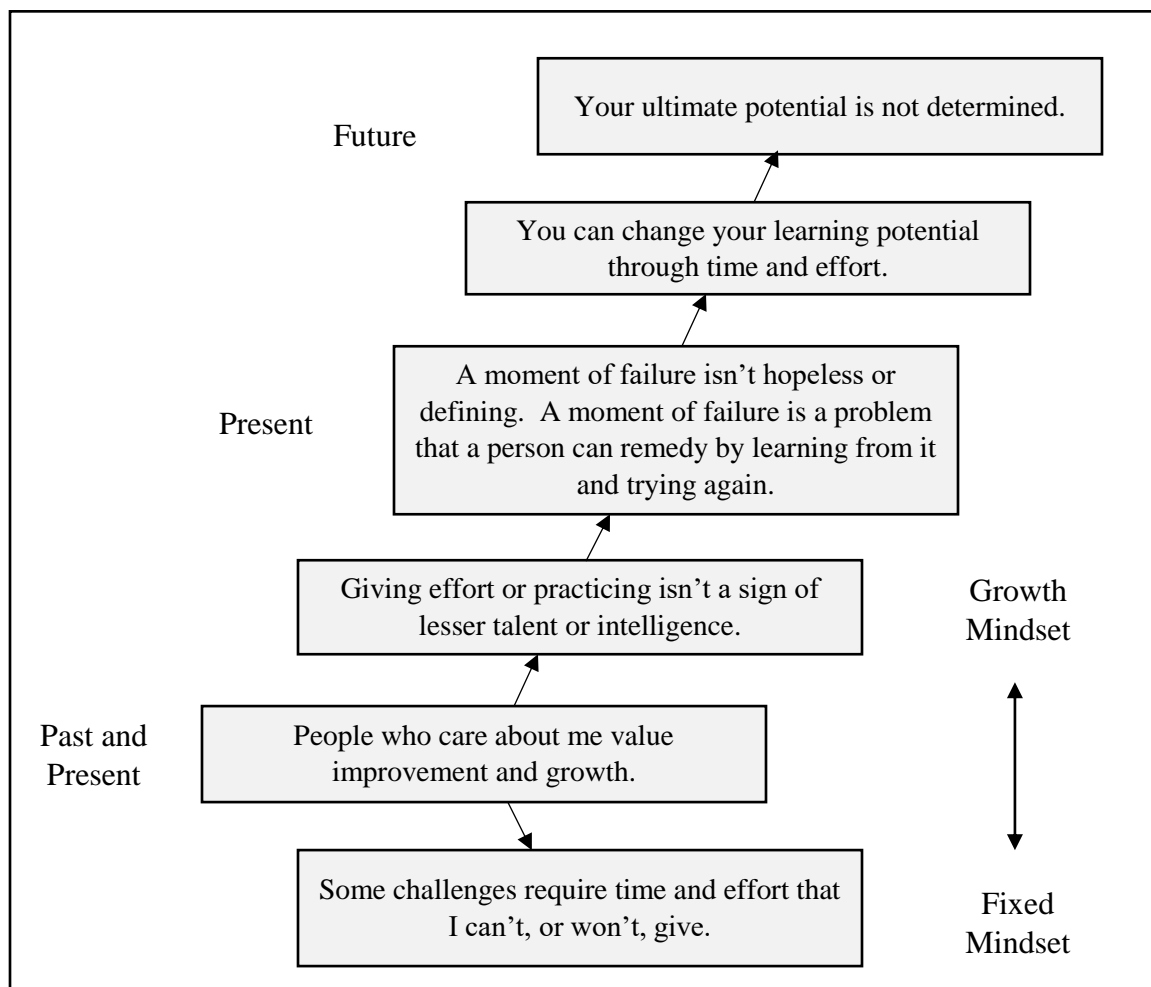 Your ultimate potential is not determined.
Future
You can change your learning potential
through time and effort.
A moment of failure isn’t hopeless or
defining.  A moment of failure is a problem
that a person can remedy by learning from it
and trying again.
Present
Giving effort or practicing isn’t a sign of
lesser talent or intelligence.
Growth
Mindset
People who care about me value
improvement and growth.
Past and
Present
Some challenges require time and effort that
I can’t, or won’t, give.
Fixed
Mindset